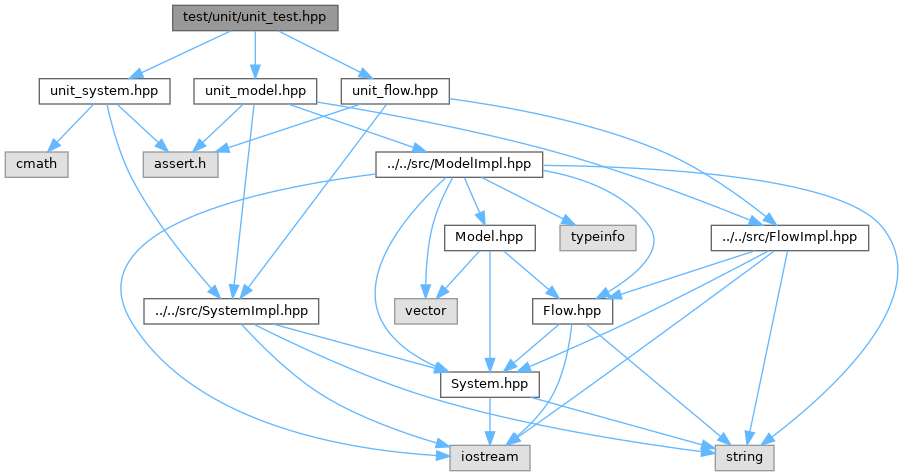 test/unit/unit_test.hpp
unit_system.hpp
unit_model.hpp
unit_flow.hpp
cmath
assert.h
../../src/ModelImpl.hpp
Model.hpp
typeinfo
../../src/FlowImpl.hpp
../../src/SystemImpl.hpp
vector
Flow.hpp
System.hpp
iostream
string